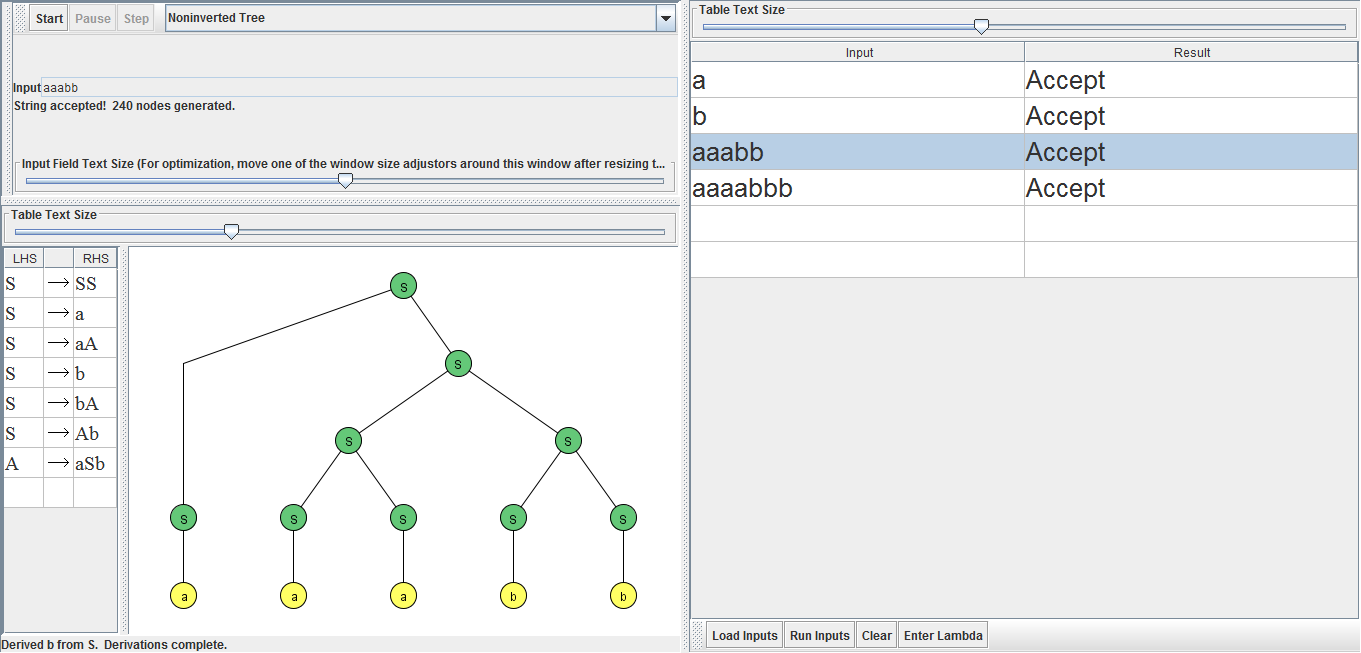 Start Pause Step Noninverted Tree
Input aaabb
String accepted! 240 nodes generated.
Input Field Text Size (For optimization, move one of the window size adjustors around this window after resizing t...
Table Text Size
LHS RHS
S → SS
S → a
S → aA
S → b
S → bA
S → Ab
A → aSb
S
S
S S
S S S S S
a a a b b
Derived b from S. Derivations complete.
Table Text Size
Input Result
a Accept
b Accept
aaabb Accept
aaaabbb Accept
Load Inputs Run Inputs Clear Enter Lambda